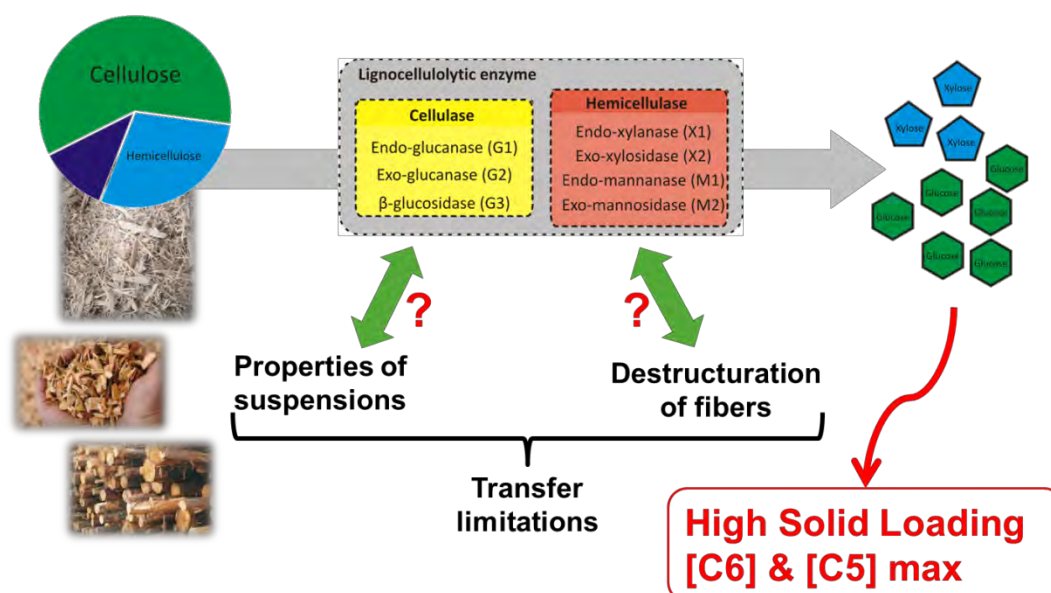 Cellulose
Hemicellulose
Lignocellulolytic enzyme
Cellulase
Endo-glucanase (G1)
Exo-glucanase (G2)
β-glucosidase (G3)
Hemicellulase
Endo-xylanase (X1)
Exo-xylosidase (X2)
Endo-mannanase (M1)
Exo-mannosidase (M2)
Xylose
Xylose
Xylose
Glucose
Glucose
Glucose
Glucose
Glucose
Glucose
?
?
Properties of
suspensions
Destructuration
of fibers
Transfer
limitations
High Solid Loading
[C6] & [C5] max